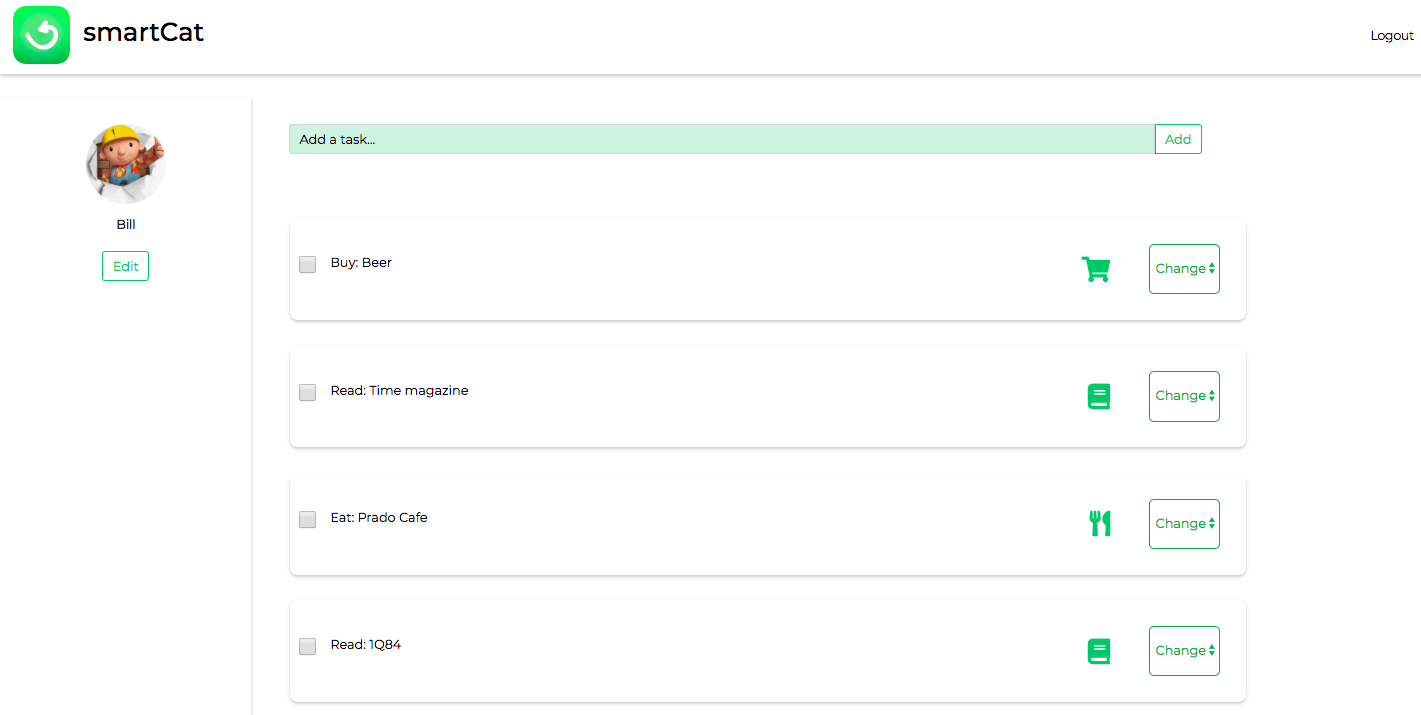 smartCat
Logout
Bill
Edit
Add a task...
Add
Buy: Beer
Change
Read: Time magazine
Change
Eat: Prado Cafe
Change
Read: 1Q84
Change